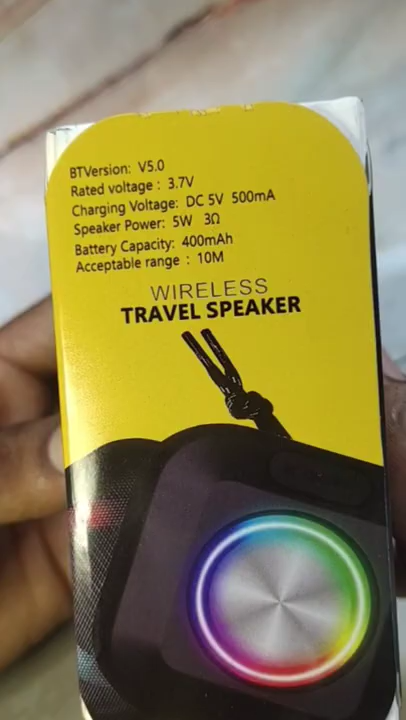 BTVersion: V5.0
Rated voltage : 3.7V
Charging Voltage: DC 5V 500mA
Speaker Power: 5W 3Ω
Battery Capacity: 400mAh
Acceptable range : 10M
WIRELESS
TRAVEL SPEAKER